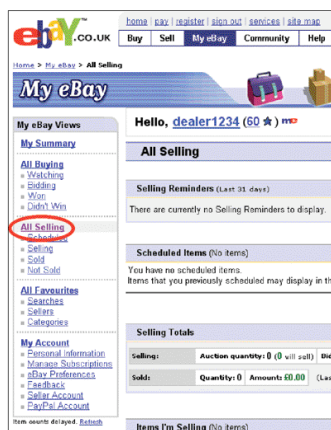 home | pay | register | sign out | services | site map
ebY .CO.UK
Buy Sell My eBay Community Help
Home > My eBay > All Selling
My eBay
My eBay Views
My Summary
All Buying
Watching
Bidding
Won
Didn't Win
All Selling
Scheduled
Selling
Sold
Not Sold
All Favourites
Searches
Sellers
Categories
My Account
Personal Information
Manage Subscriptions
eBay Preferences
Feedback
Seller Account
PayPal Account
Item counts delayed. Refresh
Hello, dealer1234 (60) me
All Selling
Selling Reminders (Last 31 days)
There are currently no Selling Reminders to display.
Scheduled Items (No items)
You have no scheduled items.
Items that you previously scheduled may display in th
Selling Totals
Selling: Auction quantity: 0 (0 will sell) Bid
Sold: Quantity: 0 Amount: £0.00 (Las
Items I'm Selling (No items)